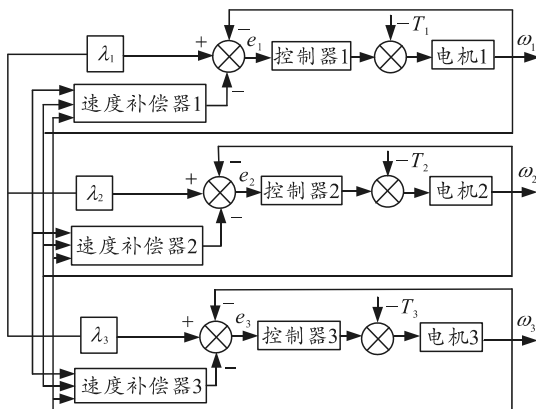 λ₁ + − e₁ 控制器1 −T₁ 电机1 ω₁
速度补偿器1 −
λ₂ + − e₂ 控制器2 −T₂ 电机2 ω₂
速度补偿器2 −
λ₃ + − e₃ 控制器3 −T₃ 电机3 ω₃
速度补偿器3 −